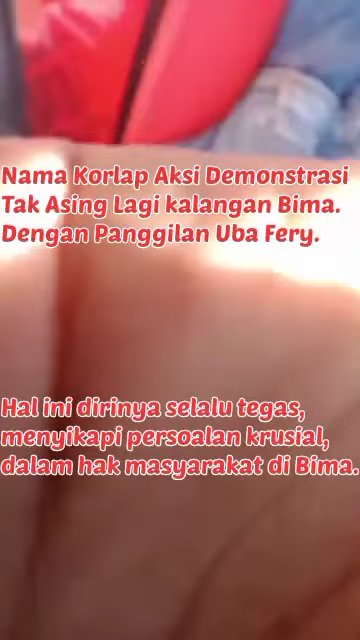 Nama Korlap Aksi Demonstrasi
Tak Asing Lagi kalangan Bima.
Dengan Panggilan Uba Fery.
Hal ini dirinya selalu tegas,
menyikapi persoalan krusial,
dalam hak masyarakat di Bima.